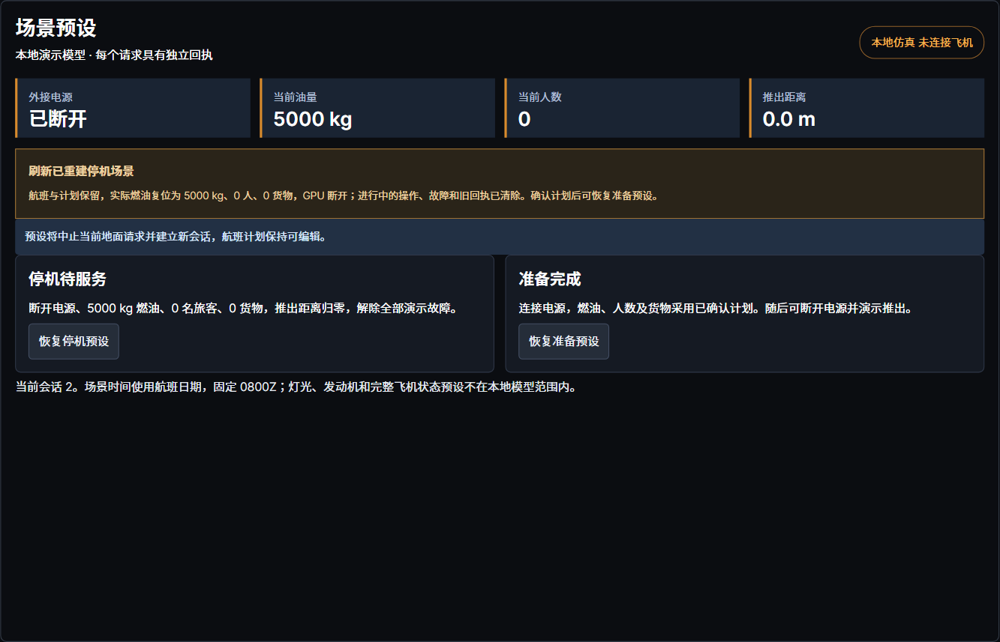 场景预设
本地演示模型 · 每个请求具有独立回执
本地仿真 未连接飞机
外接电源
已断开
当前油量
5000 kg
当前人数
0
推出距离
0.0 m
刷新已重建停机场景
航班与计划保留，实际燃油复位为 5000 kg、0 人、0 货物，GPU 断开；进行中的操作、故障和旧回执已清除。确认计划后可恢复准备预设。
预设将中止当前地面请求并建立新会话，航班计划保持可编辑。
停机待服务
断开电源、5000 kg 燃油、0 名旅客、0 货物，推出距离归零，解除全部演示故障。
恢复停机预设
准备完成
连接电源，燃油、人数及货物采用已确认计划。随后可断开电源并演示推出。
恢复准备预设
当前会话 2。场景时间使用航班日期，固定 0800Z；灯光、发动机和完整飞机状态预设不在本地模型范围内。